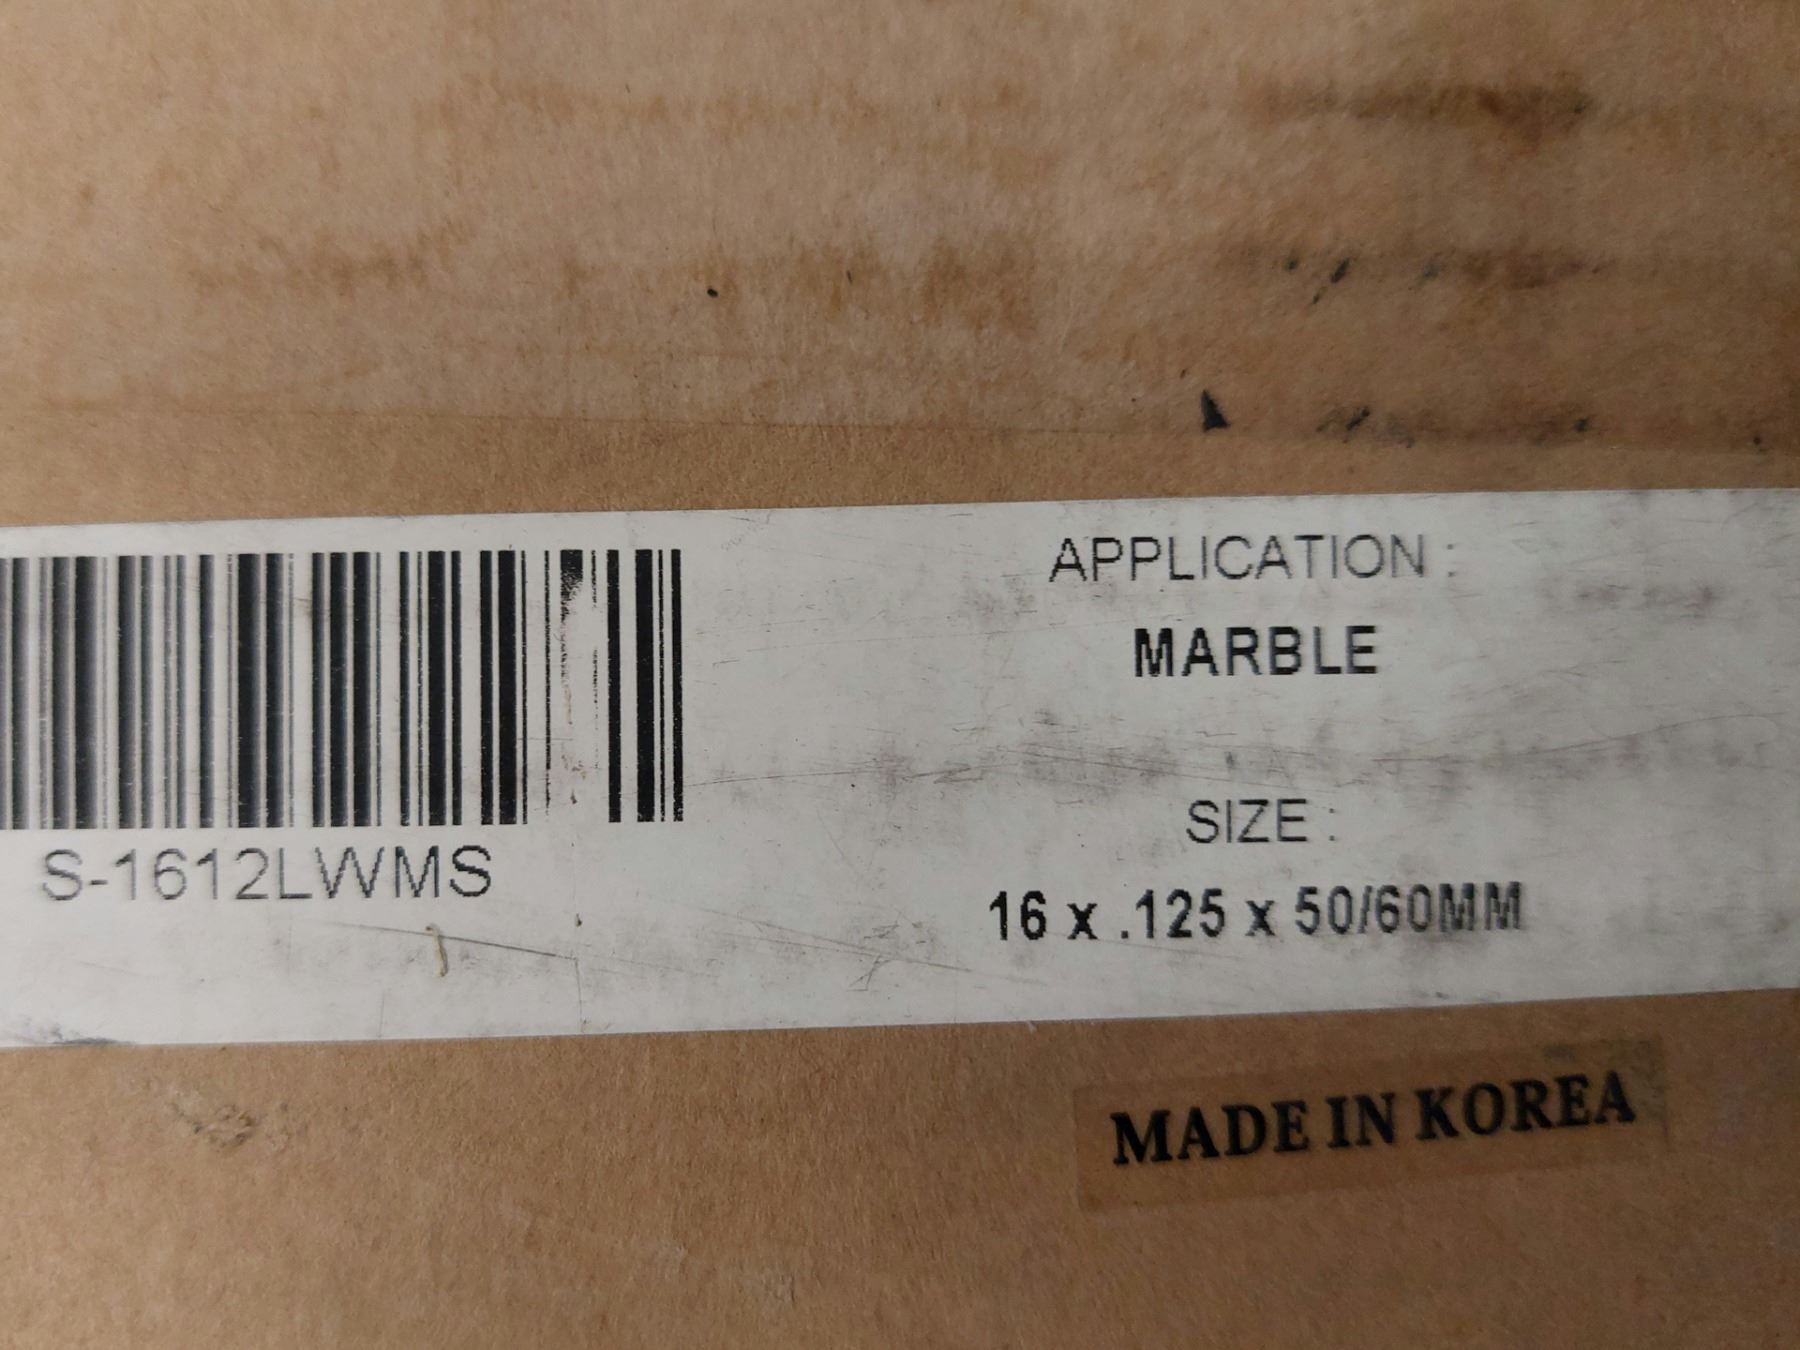 APPLICATION :
MARBLE
S-1612LWMS
SIZE :
16 x .125 x 50/60MM
MADE IN KOREA